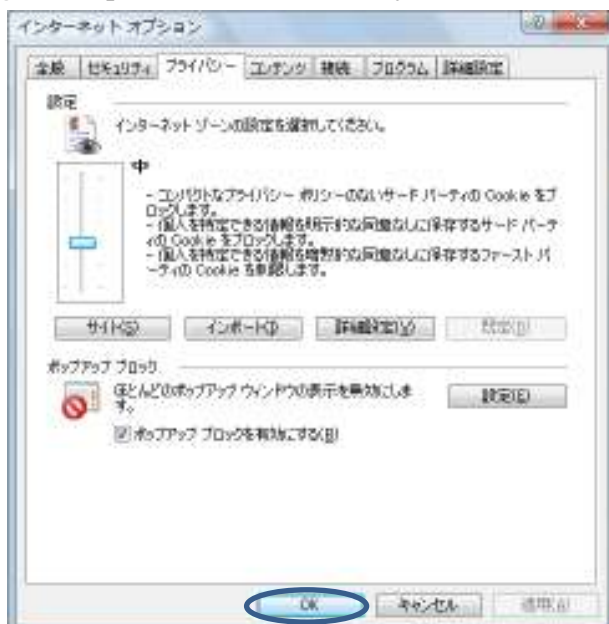 インターネット オプション
全般 セキュリティ プライバシー コンテンツ 接続 プログラム 詳細設定
設定
インターネット ゾーンの設定を選択してください。
中
- コンパクトなプライバシー ポリシーのないサード パーティの Cookie をブ
ロックします。
- 個人を特定できる情報を明示的な同意なしに保存するサード パーテ
ィの Cookie をブロックします。
- 個人を特定できる情報を暗黙的な同意なしに保存するファースト パ
ーティの Cookie を制限します。
サイト(S) インポート(I) 詳細設定(V) 既定(D)
ポップアップ ブロック
ほとんどのポップアップ ウィンドウの表示を無効にしま
す。
設定(E)
ポップアップ ブロックを有効にする(B)
OK キャンセル 適用(A)